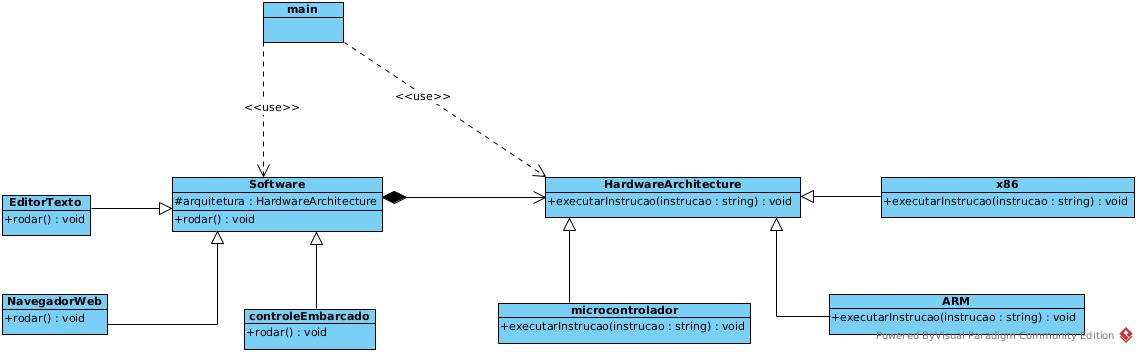 main
<<use>>
<<use>>
Software
#arquitetura : HardwareArchitecture
+rodar() : void
HardwareArchitecture
+executarInstrucao(instrucao : string) : void
x86
+executarInstrucao(instrucao : string) : void
EditorTexto
+rodar() : void
NavegadorWeb
+rodar() : void
controleEmbarcado
+rodar() : void
microcontrolador
+executarInstrucao(instrucao : string) : void
ARM
+executarInstrucao(instrucao : string) : void
Powered ByVisual Paradigm Community Edition